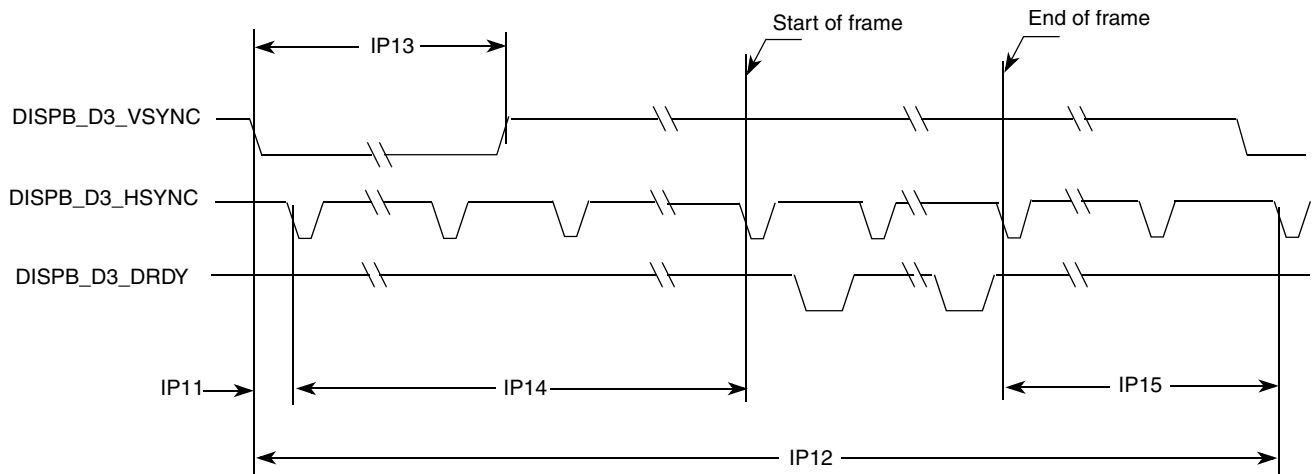 Start of frame
End of frame
IP13
DISPB_D3_VSYNC
DISPB_D3_HSYNC
DISPB_D3_DRDY
IP11
IP14
IP15
IP12